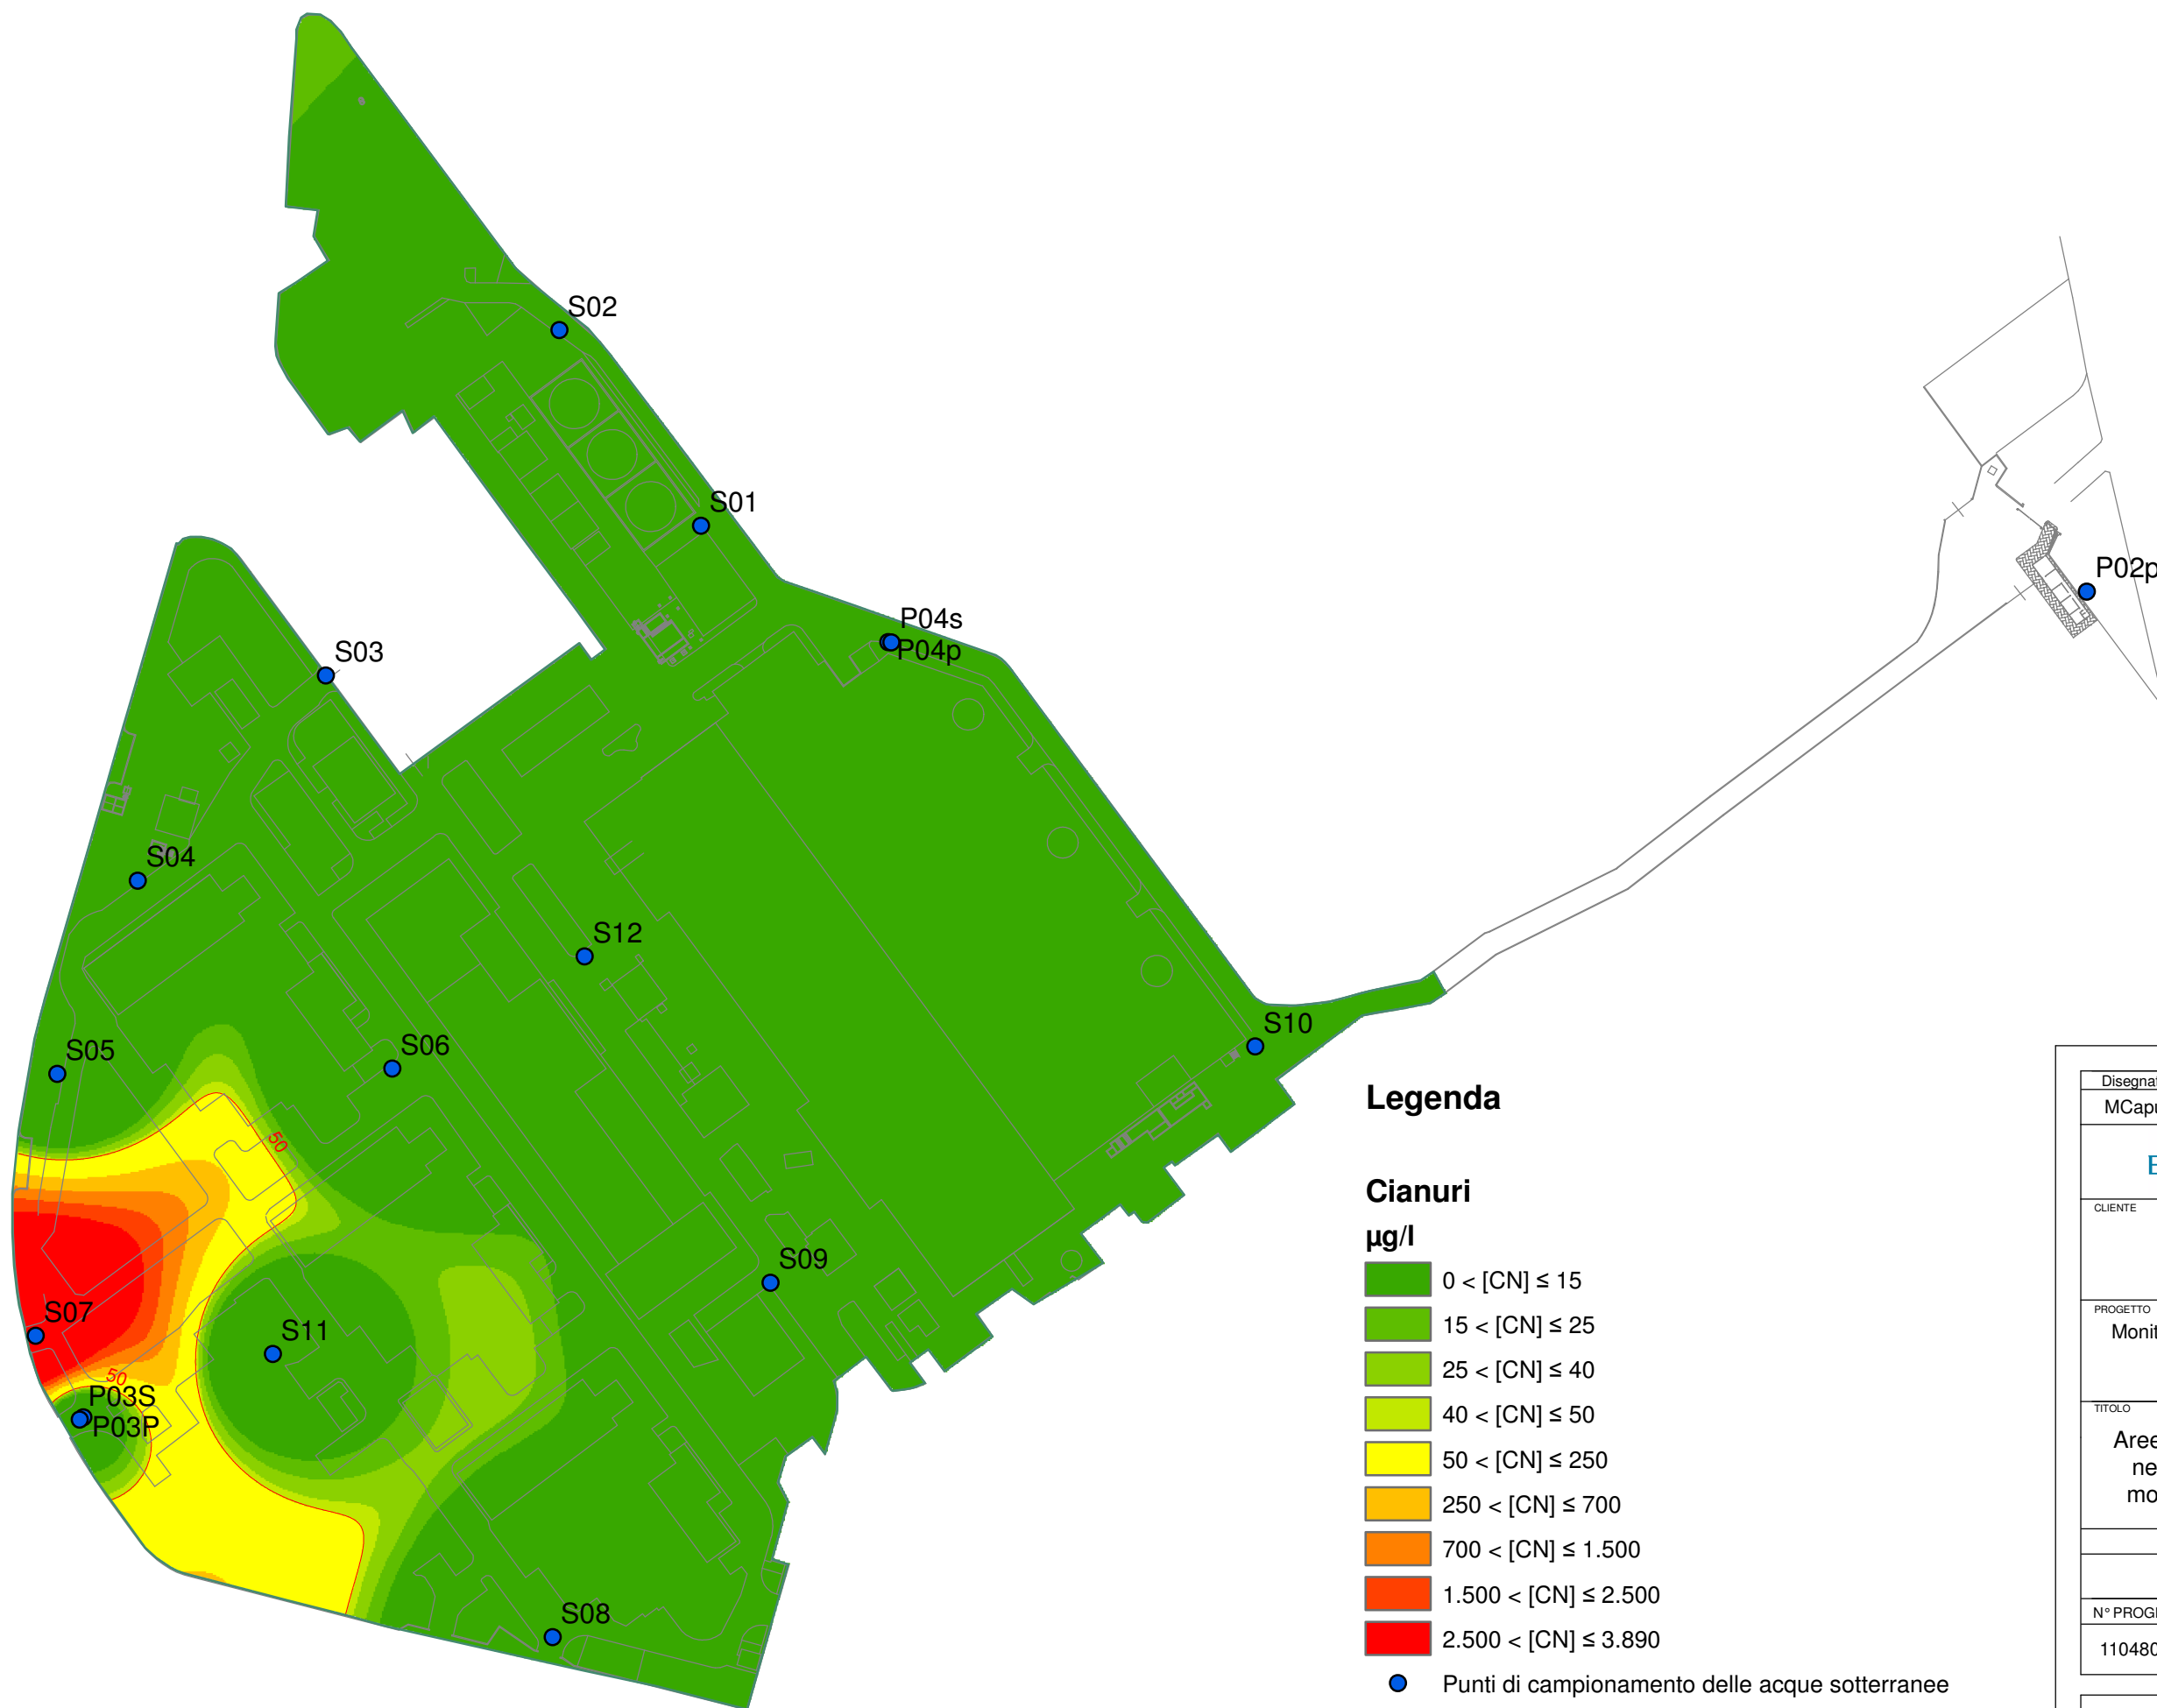 S02
S01
P02p
P04s
P04p
S03
S04
S12
S10
S05
S06
50
S09
S07
S11
50
P03S
P03P
S08
Legenda
Cianuri
µg/l
0 < [CN] ≤ 15
15 < [CN] ≤ 25
25 < [CN] ≤ 40
40 < [CN] ≤ 50
50 < [CN] ≤ 250
250 < [CN] ≤ 700
700 < [CN] ≤ 1.500
1.500 < [CN] ≤ 2.500
2.500 < [CN] ≤ 3.890
Punti di campionamento delle acque sotterranee
CLIENTE
PROGETTO
TITOLO